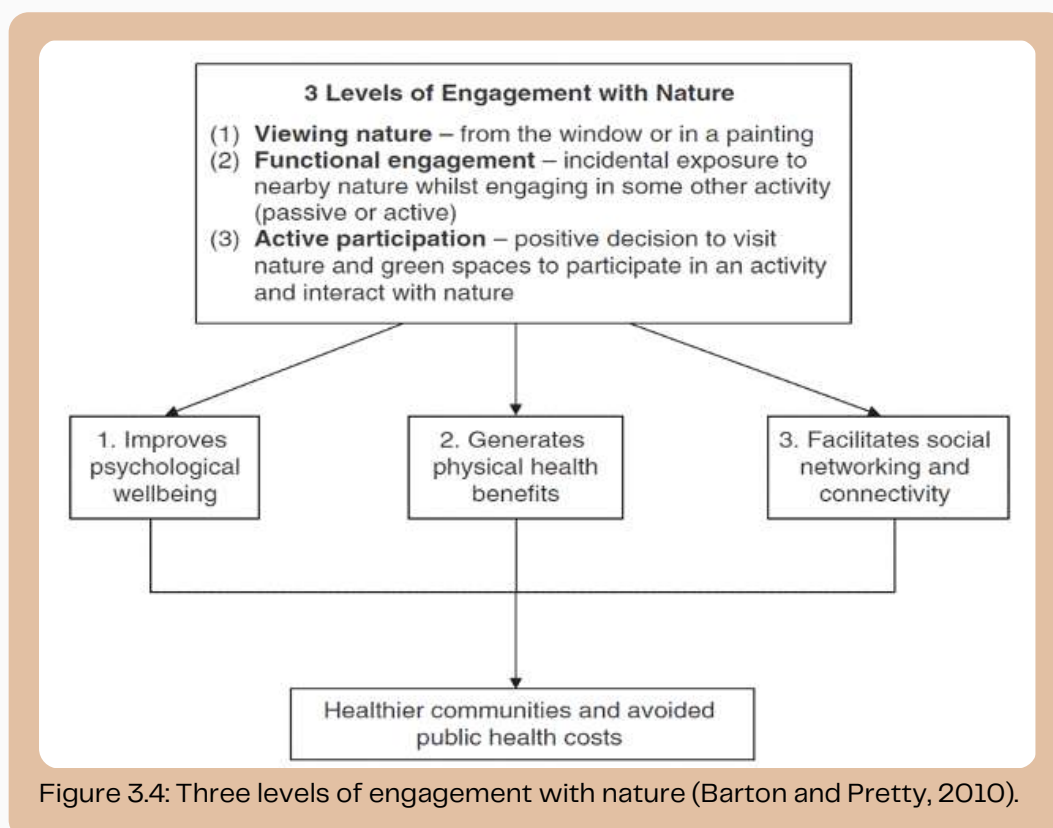 3 Levels of Engagement with Nature
(1) Viewing nature – from the window or in a painting
(2) Functional engagement – incidental exposure to
nearby nature whilst engaging in some other activity
(passive or active)
(3) Active participation – positive decision to visit
nature and green spaces to participate in an activity
and interact with nature
1. Improves
psychological
wellbeing
2. Generates
physical health
benefits
3. Facilitates social
networking and
connectivity
Healthier communities and avoided
public health costs
Figure 3.4: Three levels of engagement with nature (Barton and Pretty, 2010).